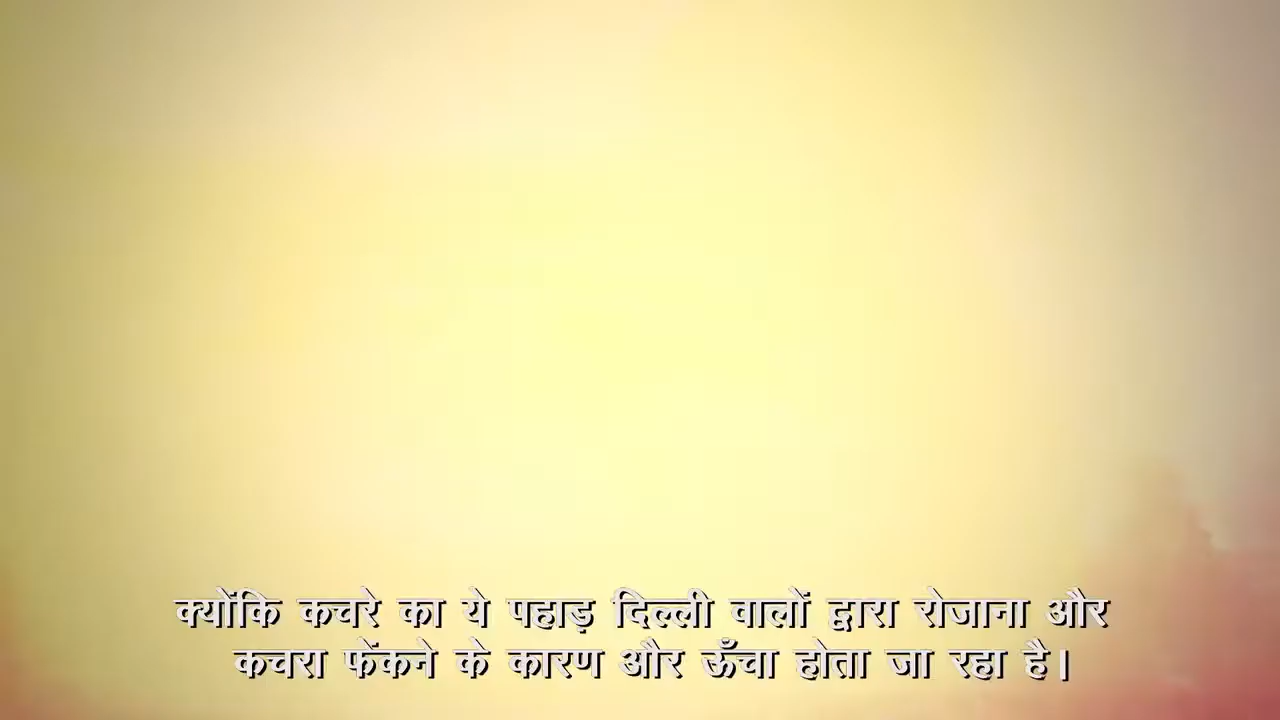 क्योंकि कचरे का ये पहाड़ दिल्ली वालों द्वारा रोजाना और
कचरा फेंकने के कारण और ऊँचा होता जा रहा है।